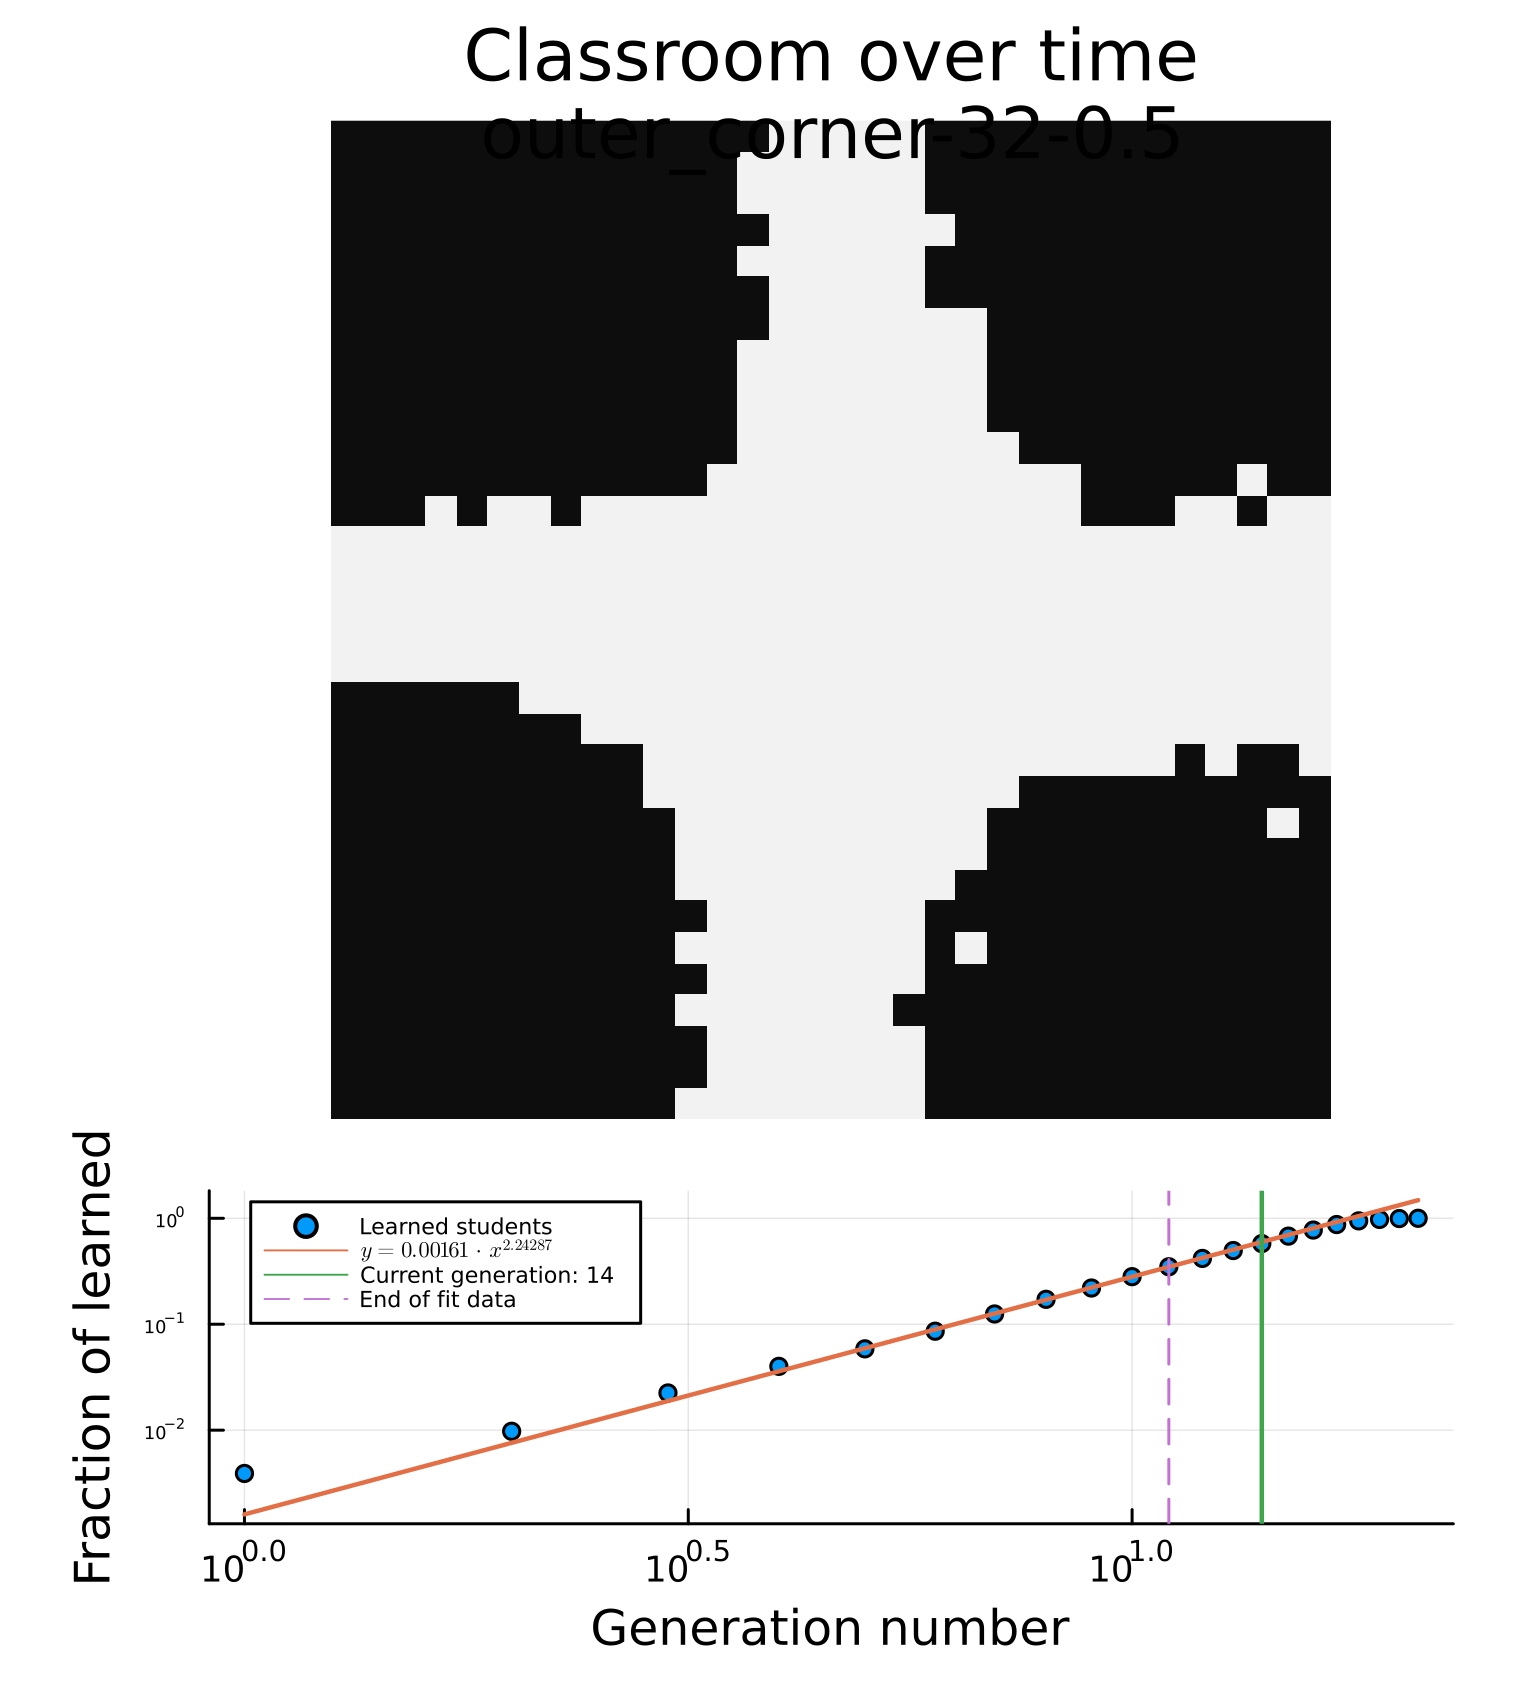 Classroom over time
outer_corner-32-0.5
Fraction of learned
10^0
10^−1
10^−2
Learned students
y = 0.00161 · x^2.24287
Current generation: 14
End of fit data
10^0.0
10^0.5
10^1.0
Generation number